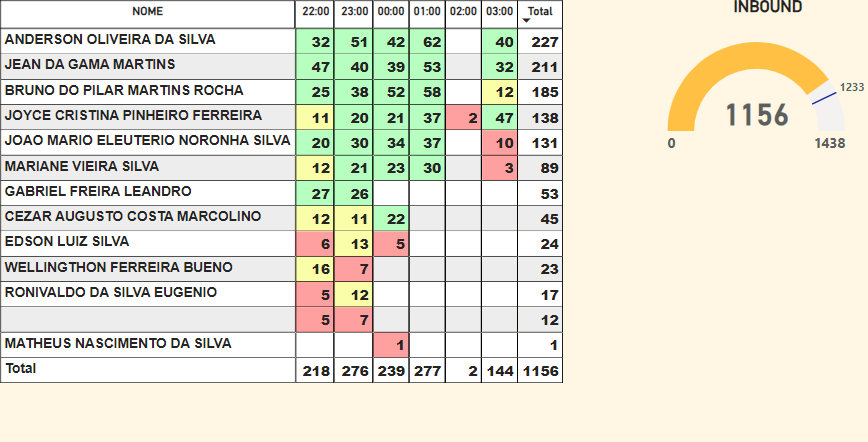 NOME 22:00 23:00 00:00 01:00 02:00 03:00 Total
ANDERSON OLIVEIRA DA SILVA 32 51 42 62 40 227
JEAN DA GAMA MARTINS 47 40 39 53 32 211
BRUNO DO PILAR MARTINS ROCHA 25 38 52 58 12 185
JOYCE CRISTINA PINHEIRO FERREIRA 11 20 21 37 2 47 138
JOAO MARIO ELEUTERIO NORONHA SILVA 20 30 34 37 10 131
MARIANE VIEIRA SILVA 12 21 23 30 3 89
GABRIEL FREIRA LEANDRO 27 26 53
CEZAR AUGUSTO COSTA MARCOLINO 12 11 22 45
EDSON LUIZ SILVA 6 13 5 24
WELLINGTHON FERREIRA BUENO 16 7 23
RONIVALDO DA SILVA EUGENIO 5 12 17
5 7 12
MATHEUS NASCIMENTO DA SILVA 1 1
Total 218 276 239 277 2 144 1156
INBOUND
1233
1156
0 1438